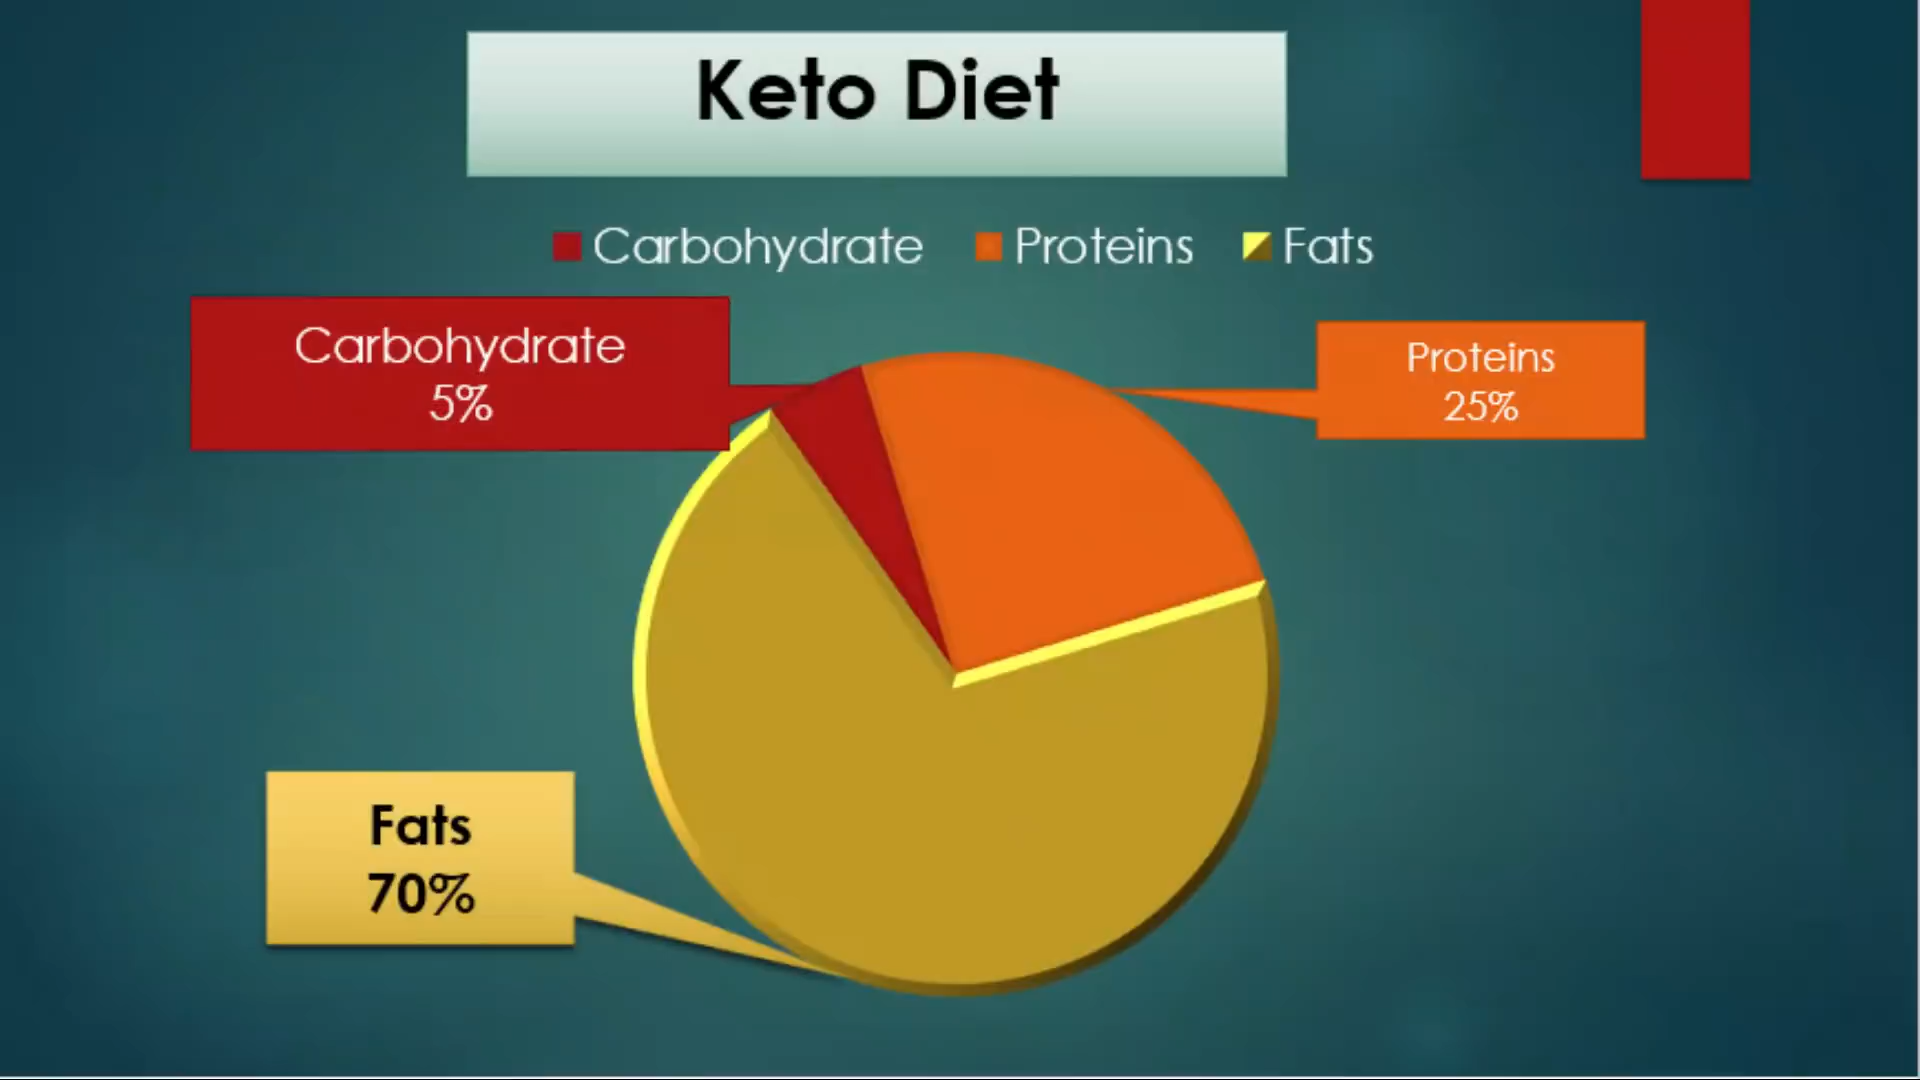 Keto Diet
Carbohydrate Proteins Fats
Carbohydrate
5%
Proteins
25%
Fats
70%